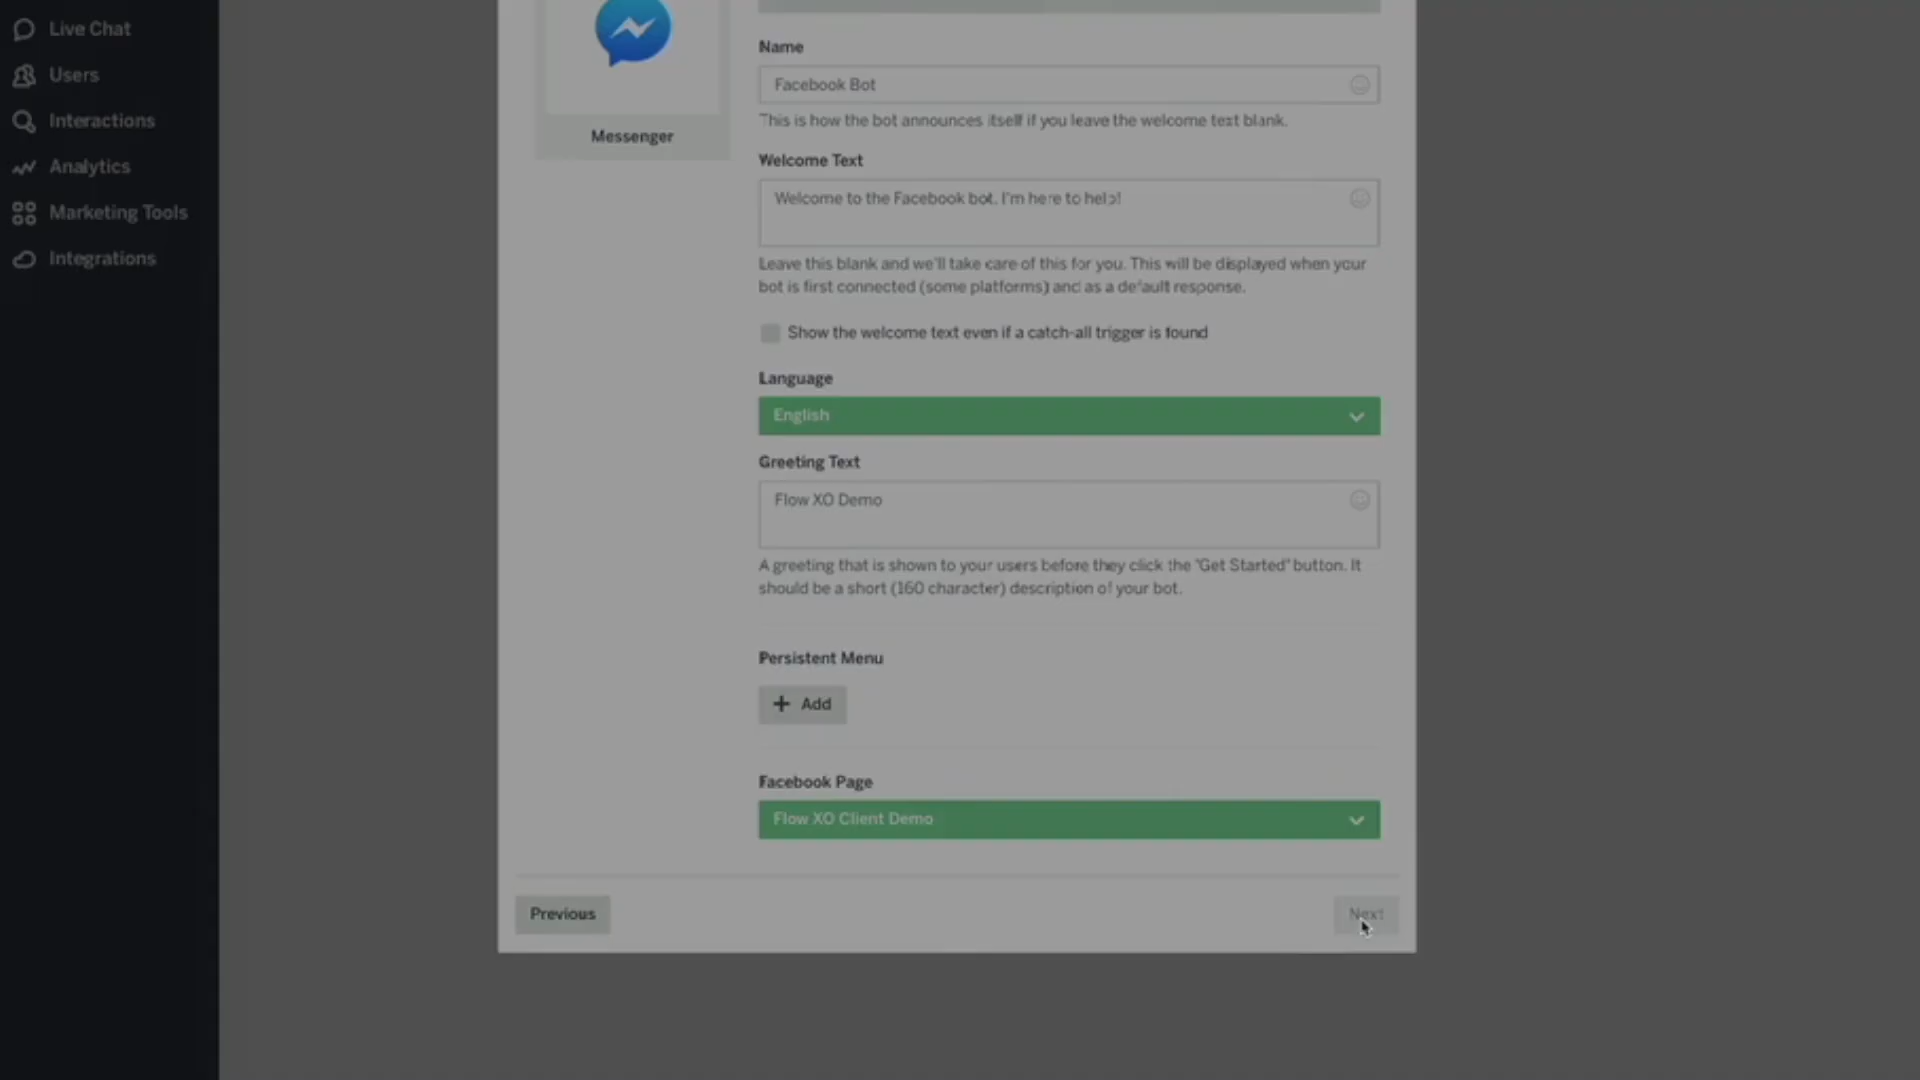 Live Chat
Users
Interactions
Analytics
Marketing Tools
Integrations
Messenger
Name
Facebook Bot
This is how the bot announces itself if you leave the welcome text blank.
Welcome Text
Welcome to the Facebook bot. I'm here to help!
Leave this blank and we'll take care of this for you. This will be displayed when your
bot is first connected (some platforms) and as a default response.
Show the welcome text even if a catch-all trigger is found
Language
English
Greeting Text
Flow XO Demo
A greeting that is shown to your users before they click the "Get Started" button. It
should be a short (160 character) description of your bot.
Persistent Menu
+ Add
Facebook Page
Flow XO Client Demo
Previous
Next